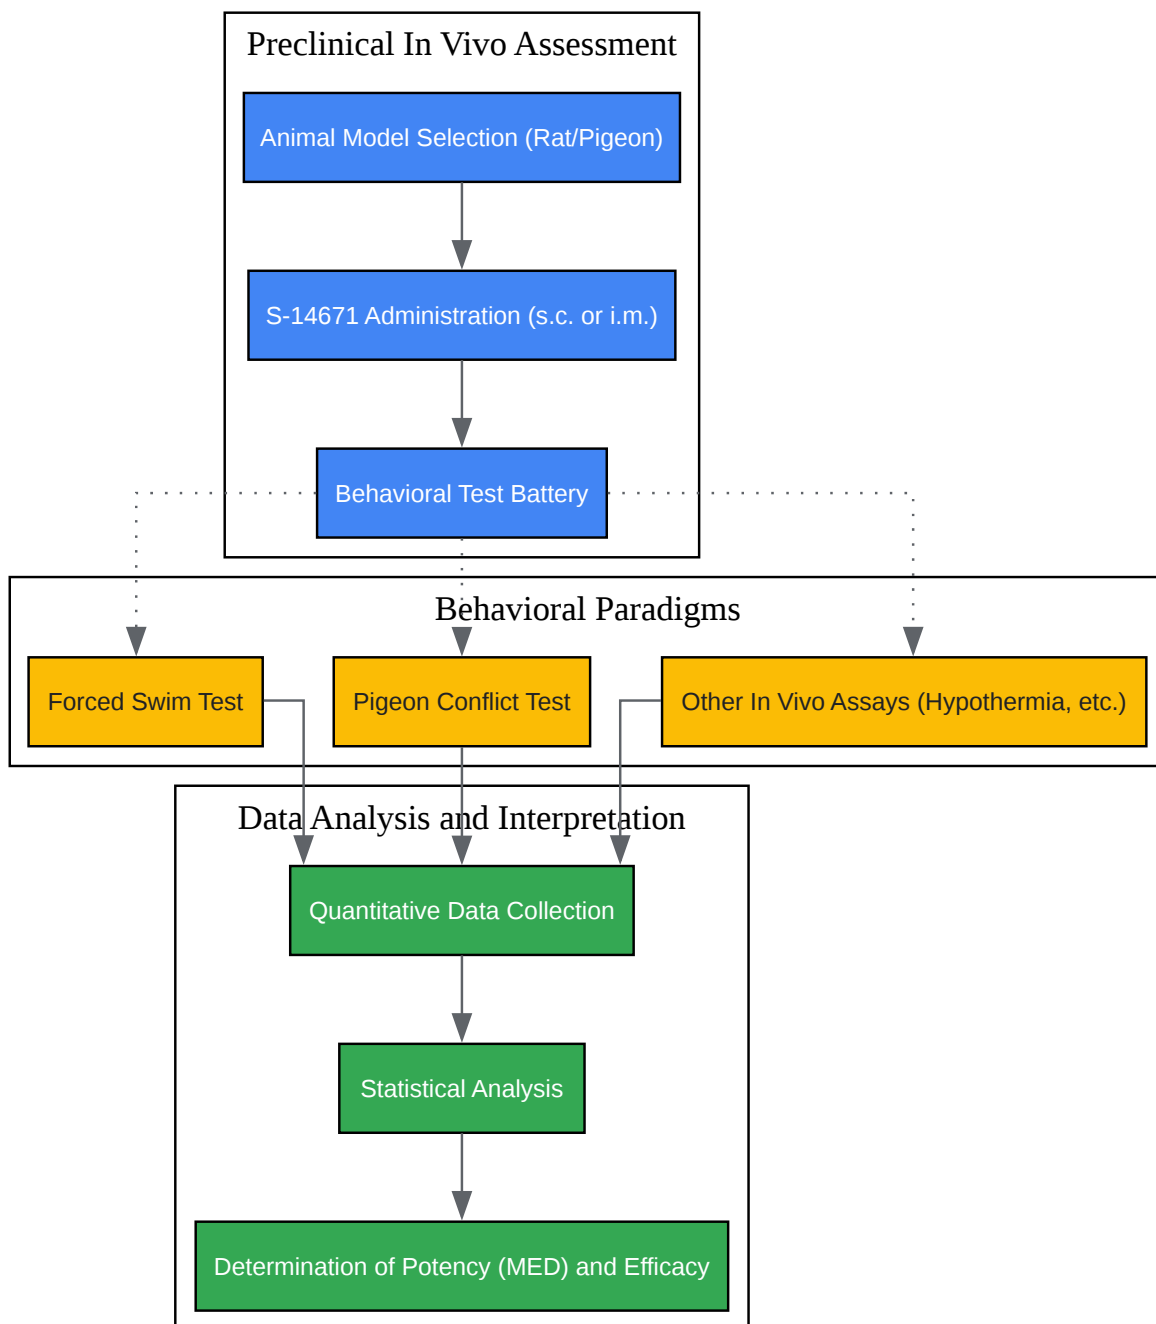 Preclinical In Vivo Assessment
Animal Model Selection (Rat/Pigeon)
S-14671 Administration (s.c. or i.m.)
Behavioral Test Battery
Behavioral Paradigms
Forced Swim Test
Pigeon Conflict Test
Other In Vivo Assays (Hypothermia, etc.)
Data Analysis and Interpretation
Quantitative Data Collection
Statistical Analysis
Determination of Potency (MED) and Efficacy